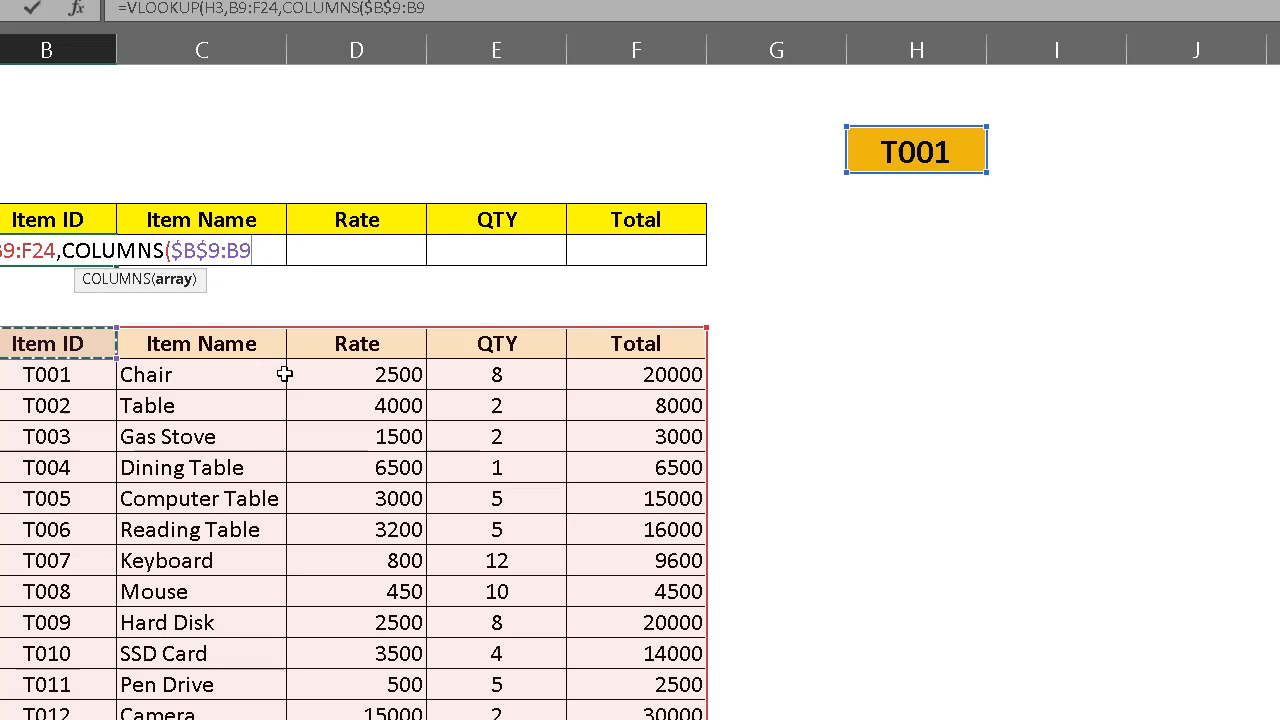 fx =VLOOKUP(H3,B9:F24,COLUMNS($B$9:B9
B C D E F G H I J
T001
Item ID Item Name Rate QTY Total
B9:F24,COLUMNS($B$9:B9
COLUMNS(array)
Item ID Item Name Rate QTY Total
T001 Chair 2500 8 20000
T002 Table 4000 2 8000
T003 Gas Stove 1500 2 3000
T004 Dining Table 6500 1 6500
T005 Computer Table 3000 5 15000
T006 Reading Table 3200 5 16000
T007 Keyboard 800 12 9600
T008 Mouse 450 10 4500
T009 Hard Disk 2500 8 20000
T010 SSD Card 3500 4 14000
T011 Pen Drive 500 5 2500
T012 Camera 15000 2 30000